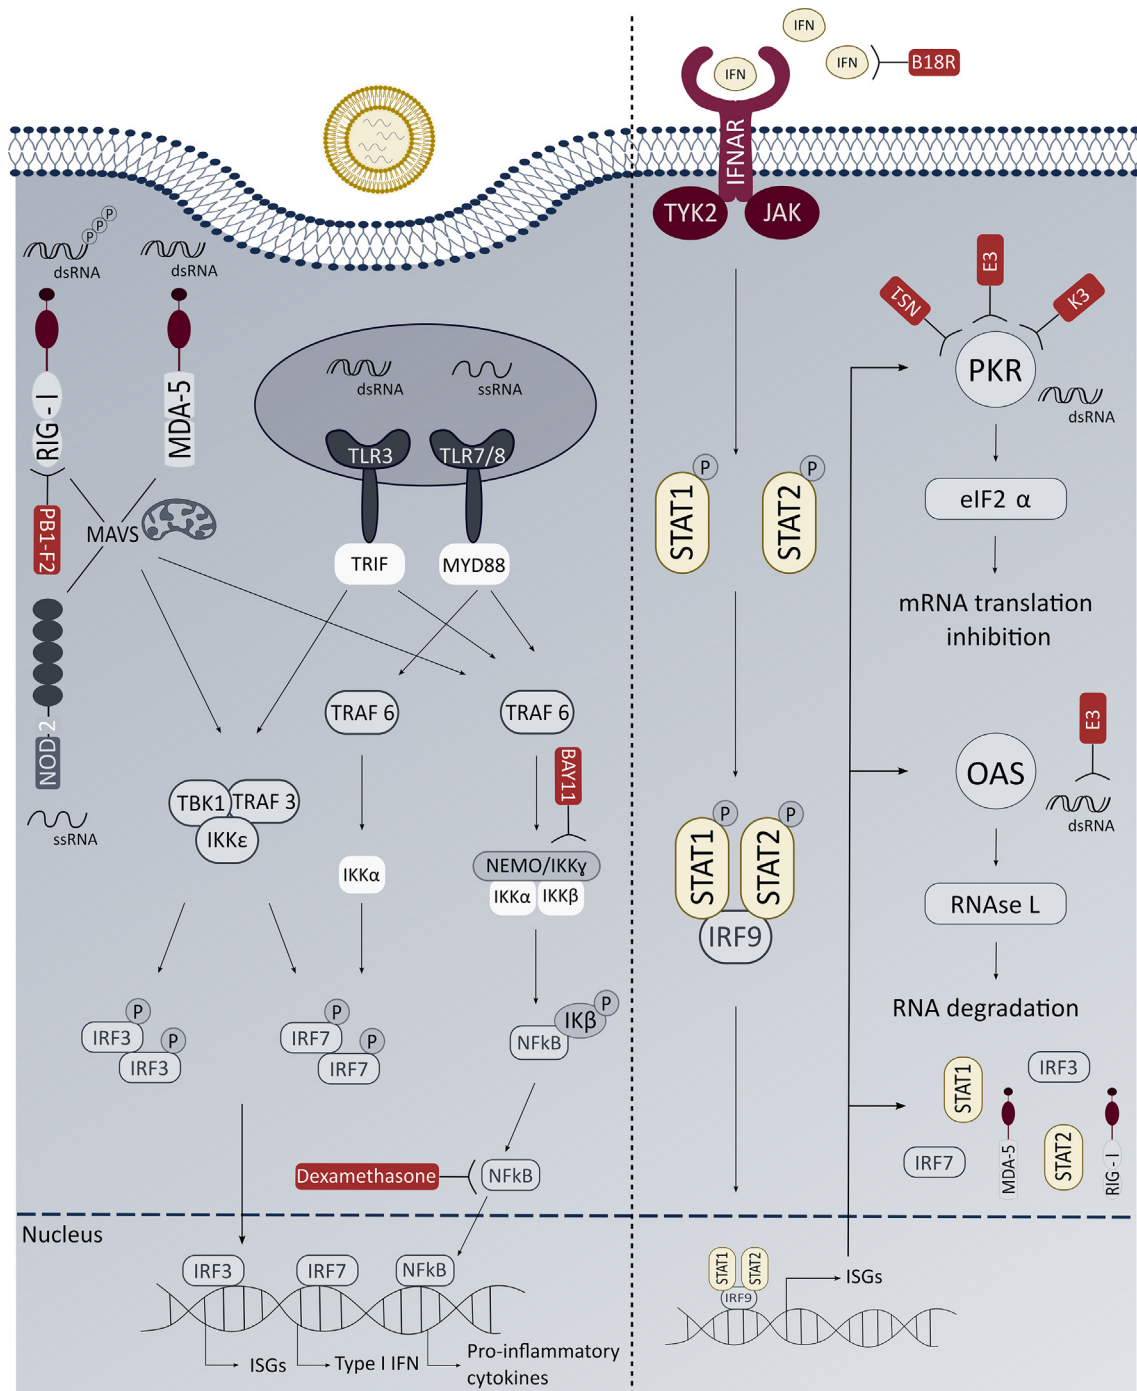 IFN
IFN
IFN
B18R
IFNAR
TYK2
JAK
P
P
P
dsRNA
dsRNA
RIG - I
MDA-5
PB1-F2
MAVS
NOD-2
ssRNA
dsRNA
ssRNA
TLR3
TLR7/8
TRIF
MYD88
TRAF 6
TRAF 6
BAY11
TBK1
TRAF 3
IKKε
IKKα
NEMO/IKKγ
IKKα
IKKβ
P
IRF3
P
IRF3
P
IRF7
P
IRF7
P
IKβ
NFkB
Dexamethasone
NFkB
Nucleus
IRF3
IRF7
NFkB
ISGs
Type I IFN
Pro-inflammatory
cytokines
P
STAT1
P
STAT2
P
STAT1
P
STAT2
IRF9
STAT1
STAT2
IRF9
ISGs
NS1
E3
K3
PKR
dsRNA
eIF2 α
mRNA translation
inhibition
E3
OAS
dsRNA
RNAse L
RNA degradation
STAT1
IRF3
IRF7
MDA-5
STAT2
RIG - I